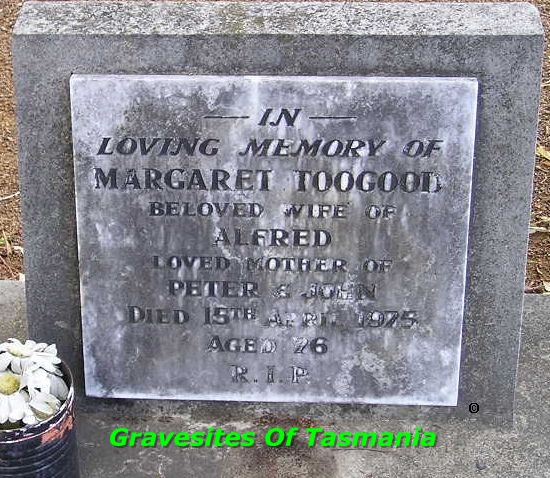 — IN —
LOVING MEMORY OF
MARGARET TOOGOOD
BELOVED WIFE OF
ALFRED
LOVED MOTHER OF
PETER & JOHN
DIED 15TH APRIL 1975
AGED 76
R.I.P.
©
Gravesites Of Tasmania